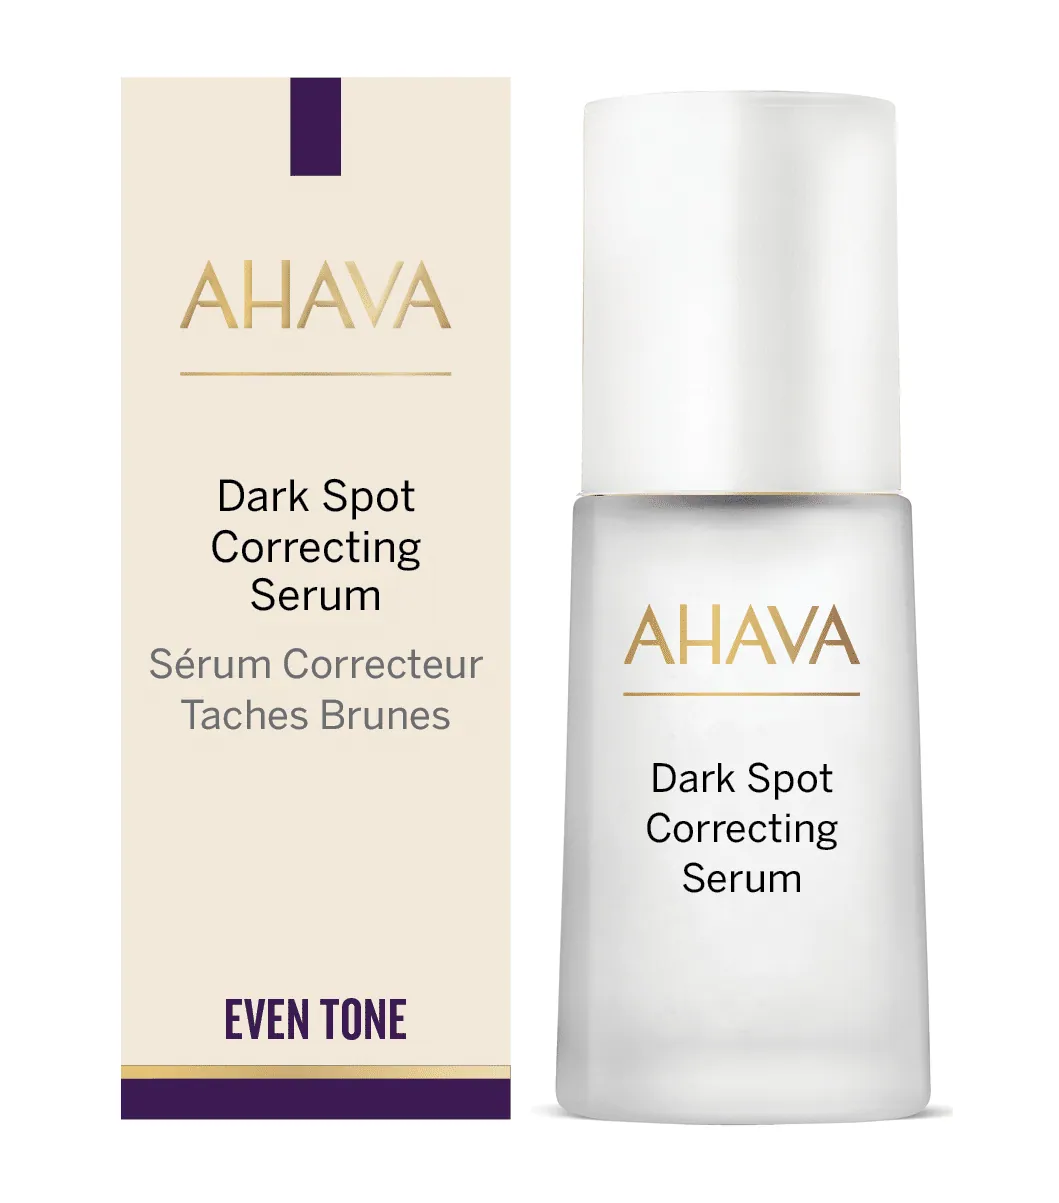 AHAVA
Dark Spot
Correcting
Serum
Sérum Correcteur
Taches Brunes
EVEN TONE
AHAVA
Dark Spot
Correcting
Serum